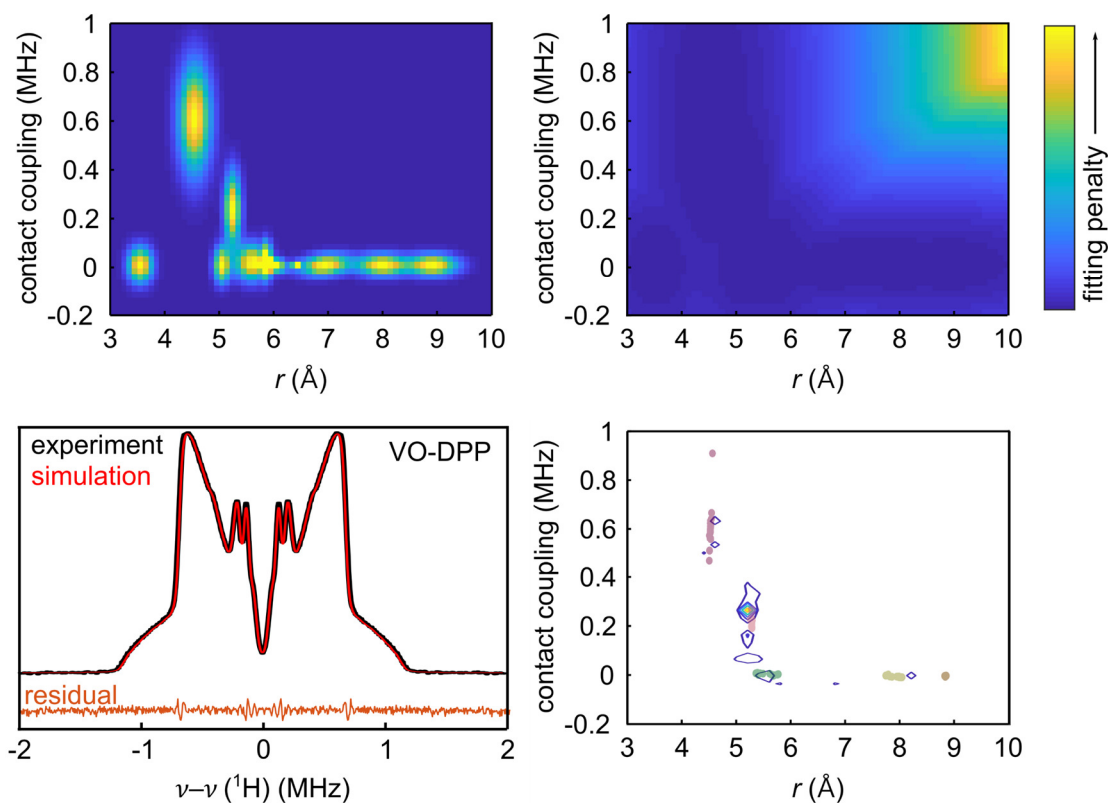 1
0.8
0.6
0.4
0.2
0
-0.2
contact coupling (MHz)
3 4 5 6 7 8 9 10
r (Å)
1
0.8
0.6
0.4
0.2
0
-0.2
contact coupling (MHz)
3 4 5 6 7 8 9 10
r (Å)
fitting penalty
experiment
simulation
VO-DPP
residual
-2 -1 0 1 2
ν–ν (¹H) (MHz)
1
0.8
0.6
0.4
0.2
0
-0.2
contact coupling (MHz)
3 4 5 6 7 8 9 10
r (Å)